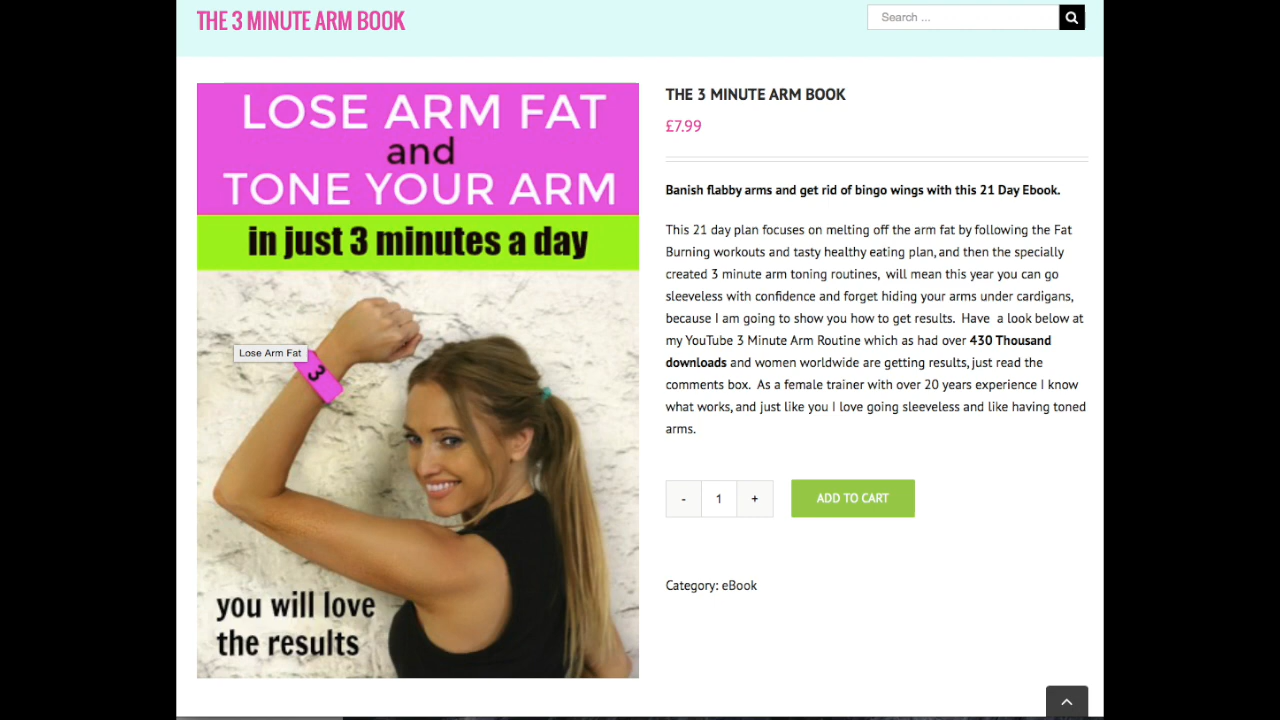 THE 3 MINUTE ARM BOOK
Search ...
LOSE ARM FAT
and
TONE YOUR ARM
in just 3 minutes a day
Lose Arm Fat
3
you will love
the results
THE 3 MINUTE ARM BOOK
£7.99
Banish flabby arms and get rid of bingo wings with this 21 Day Ebook.
This 21 day plan focuses on melting off the arm fat by following the Fat
Burning workouts and tasty healthy eating plan, and then the specially
created 3 minute arm toning routines, will mean this year you can go
sleeveless with confidence and forget hiding your arms under cardigans,
because I am going to show you how to get results. Have a look below at
my YouTube 3 Minute Arm Routine which as had over 430 Thousand
downloads and women worldwide are getting results, just read the
comments box. As a female trainer with over 20 years experience I know
what works, and just like you I love going sleeveless and like having toned
arms.
- 1 + ADD TO CART
Category: eBook